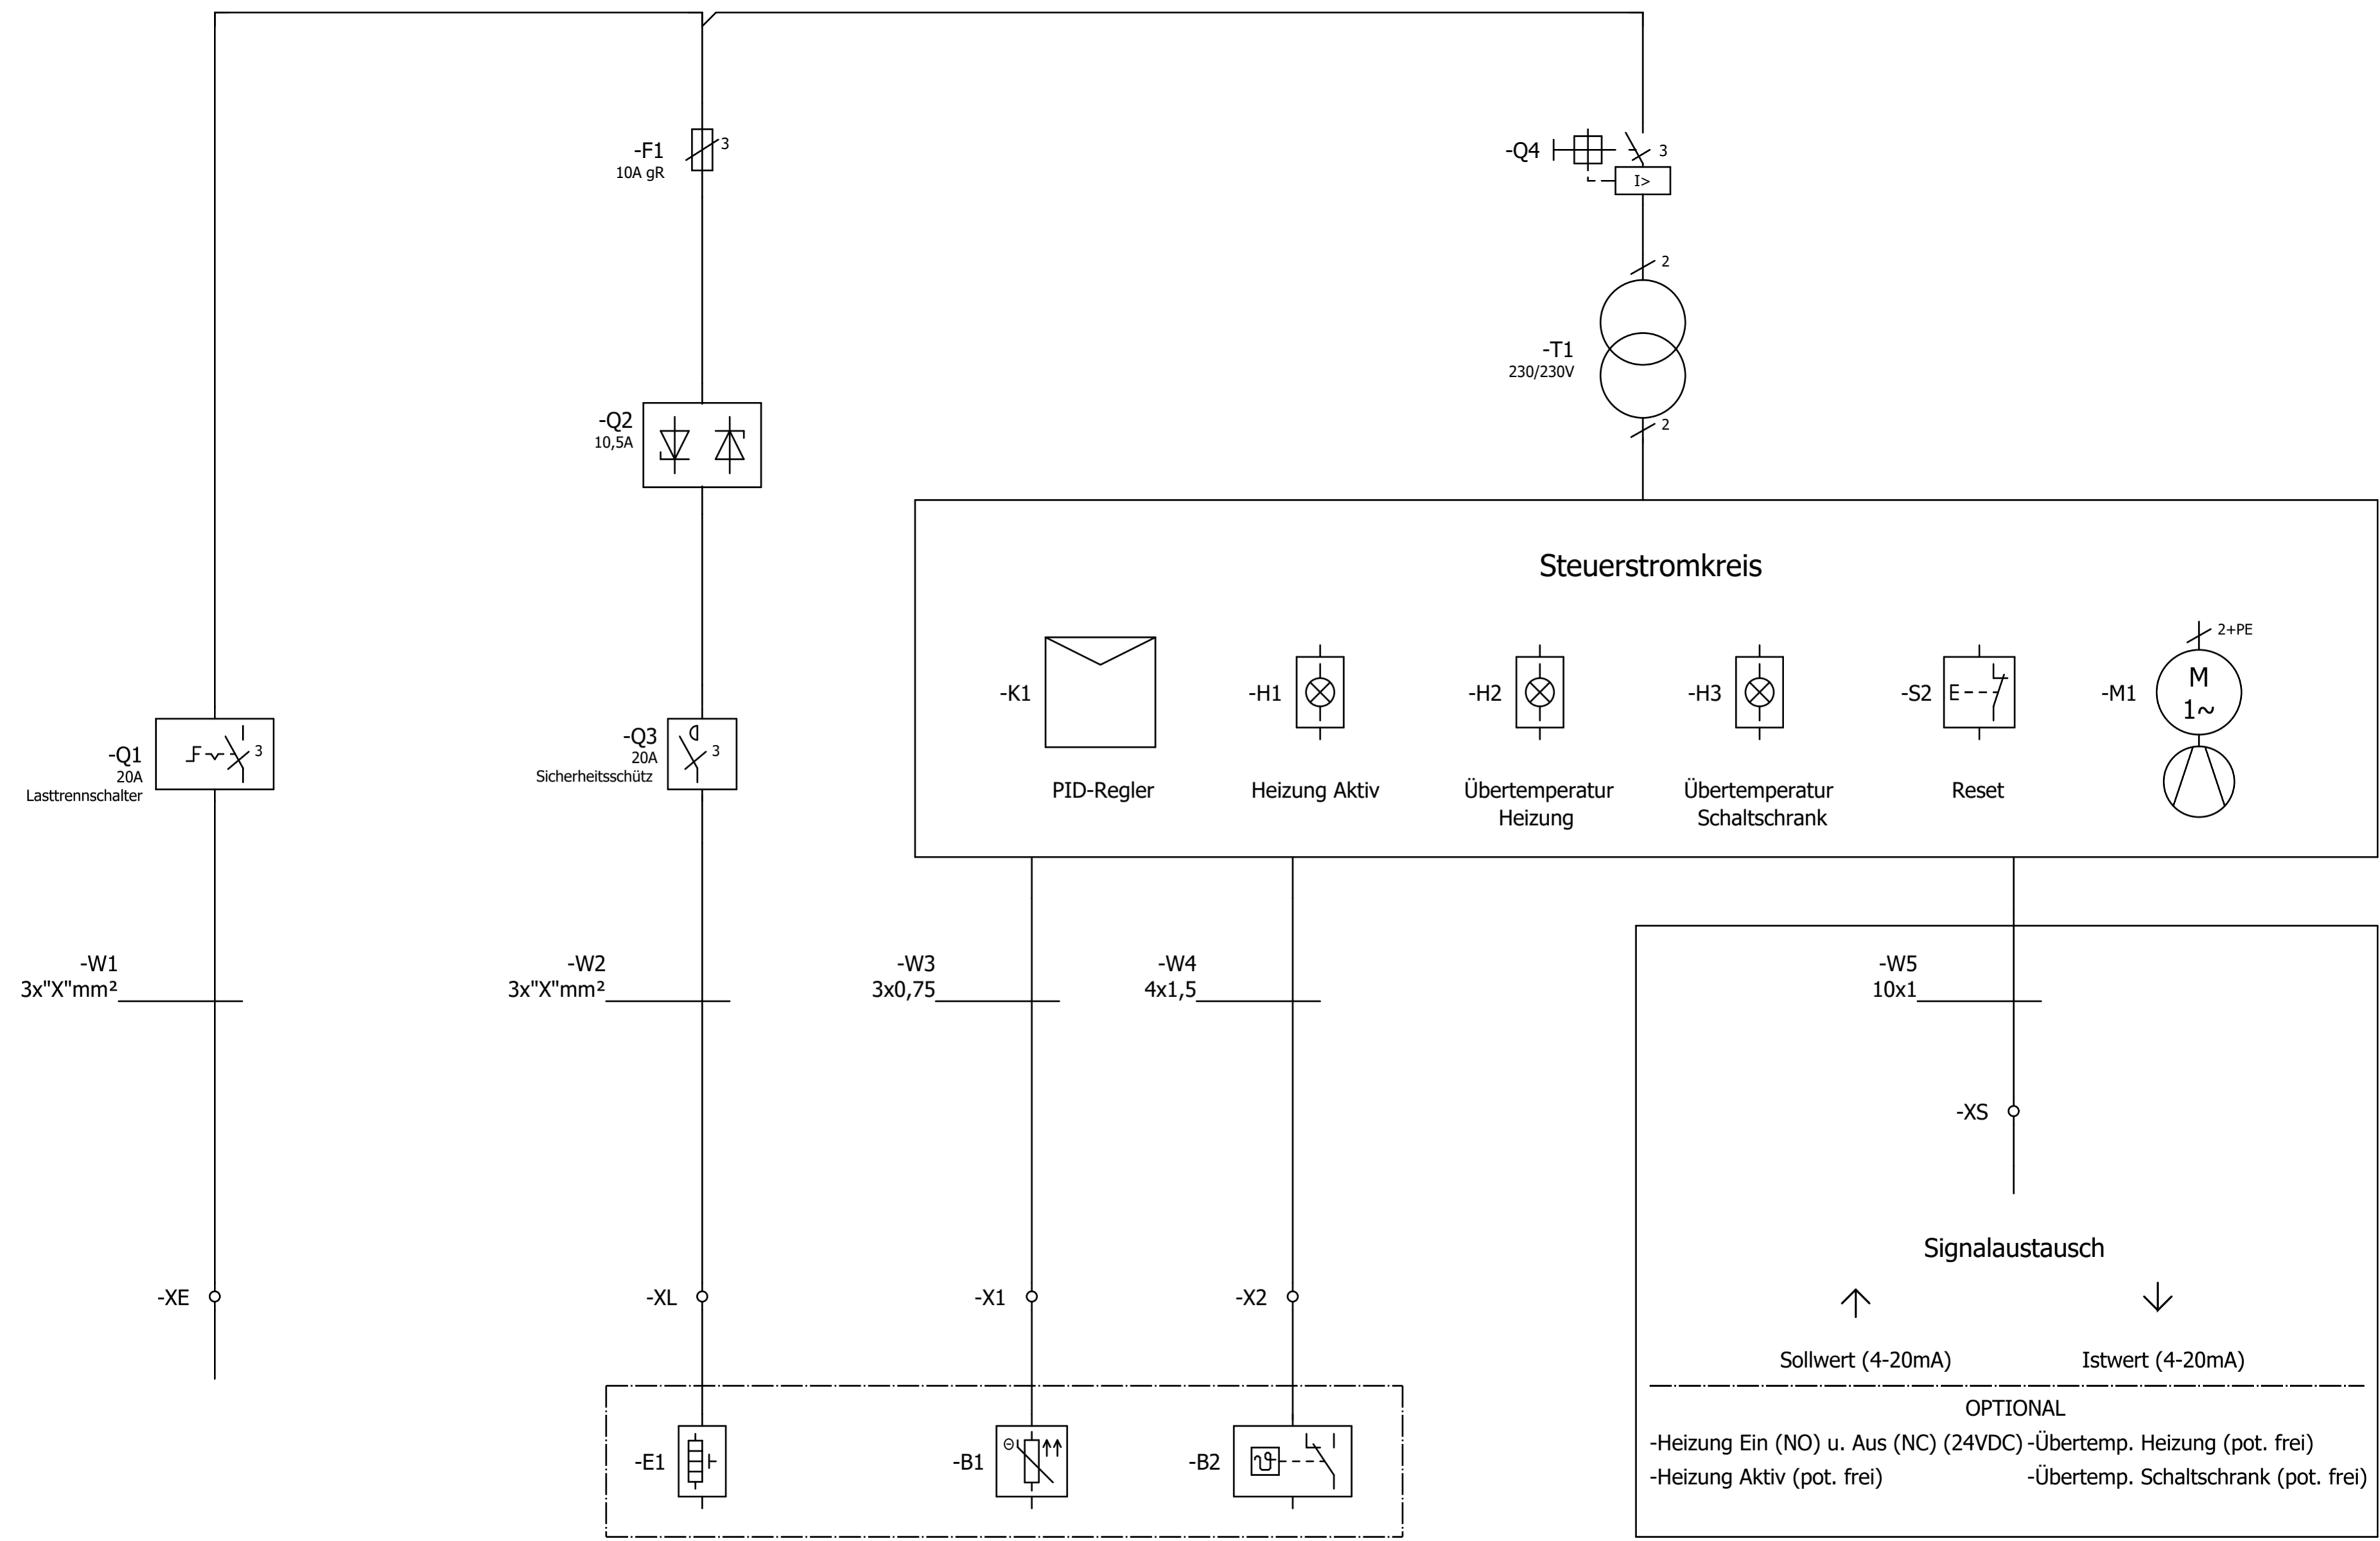 -F1
10A gR
3
-Q4
3
I>
2
-T1
230/230V
2
-Q2
10,5A
Steuerstromkreis
-K1
PID-Regler
-H1
Heizung Aktiv
-H2
Übertemperatur
Heizung
-H3
Übertemperatur
Schaltschrank
-S2
E
Reset
-M1
2+PE
M
1~
-Q1
20A
Lasttrennschalter
3
-Q3
20A
Sicherheitsschütz
3
-W1
3x"X"mm²
-W2
3x"X"mm²
-W3
3x0,75
-W4
4x1,5
-W5
10x1
-XS
-XE
-XL
-X1
-X2
Signalaustausch
Sollwert (4-20mA)
Istwert (4-20mA)
OPTIONAL
-Heizung Ein (NO) u. Aus (NC) (24VDC)
-Übertemp. Heizung (pot. frei)
-Heizung Aktiv (pot. frei)
-Übertemp. Schaltschrank (pot. frei)
-E1
-B1
Θ
-B2
ϑ